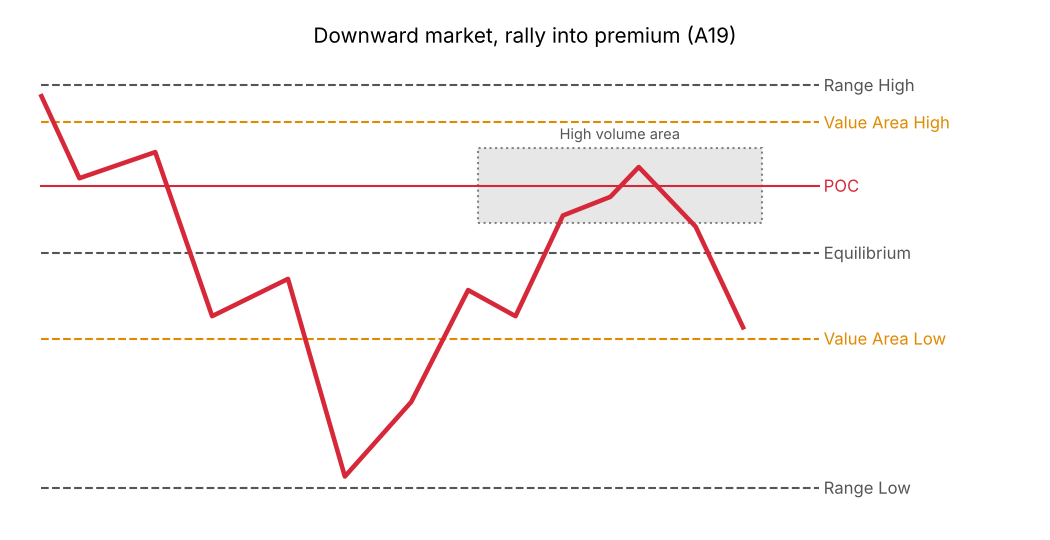 Downward market, rally into premium (A19)
Range High
Value Area High
High volume area
POC
Equilibrium
Value Area Low
Range Low